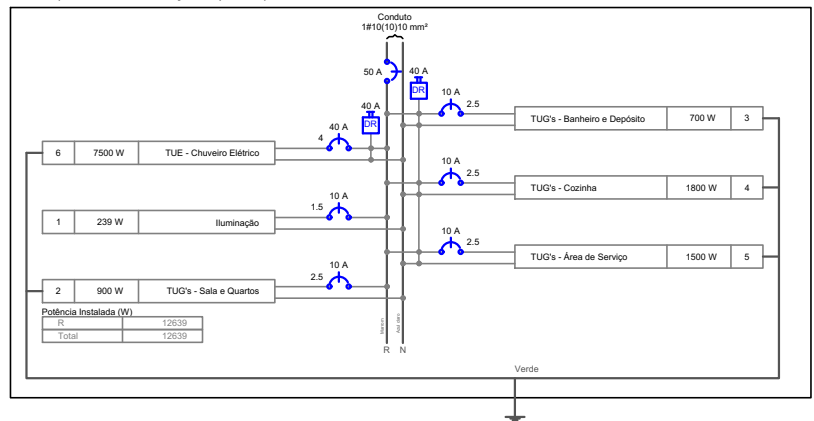 Conduto
1#10(10)10 mm²
50 A
40 A
DR
10 A
2.5
TUG's - Banheiro e Depósito 700 W 3
40 A
DR
40 A
4
6 7500 W TUE - Chuveiro Elétrico
10 A
2.5
TUG's - Cozinha 1800 W 4
10 A
1.5
1 239 W Iluminação
10 A
2.5
TUG's - Área de Serviço 1500 W 5
10 A
2.5
2 900 W TUG's - Sala e Quartos
Potência Instalada (W)
R 12639
Total 12639
Marrom
Azul claro
R N
Verde